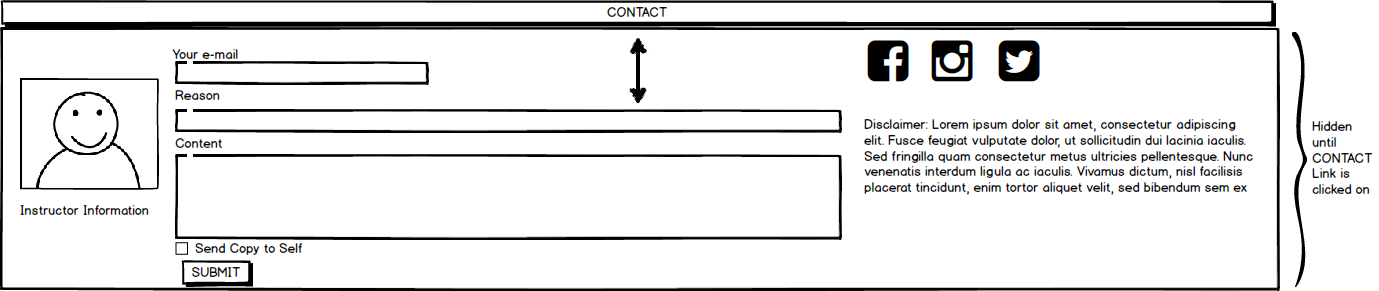 CONTACT
Your e-mail
Reason
Content
Send Copy to Self
SUBMIT
Instructor Information
Disclaimer: Lorem ipsum dolor sit amet, consectetur adipiscing
elit. Fusce feugiat vulputate dolor, ut sollicitudin dui lacinia iaculis.
Sed fringilla quam consectetur metus ultricies pellentesque. Nunc
venenatis interdum ligula ac iaculis. Vivamus dictum, nisl facilisis
placerat tincidunt, enim tortor aliquet velit, sed bibendum sem ex
Hidden
until
CONTACT
Link is
clicked on